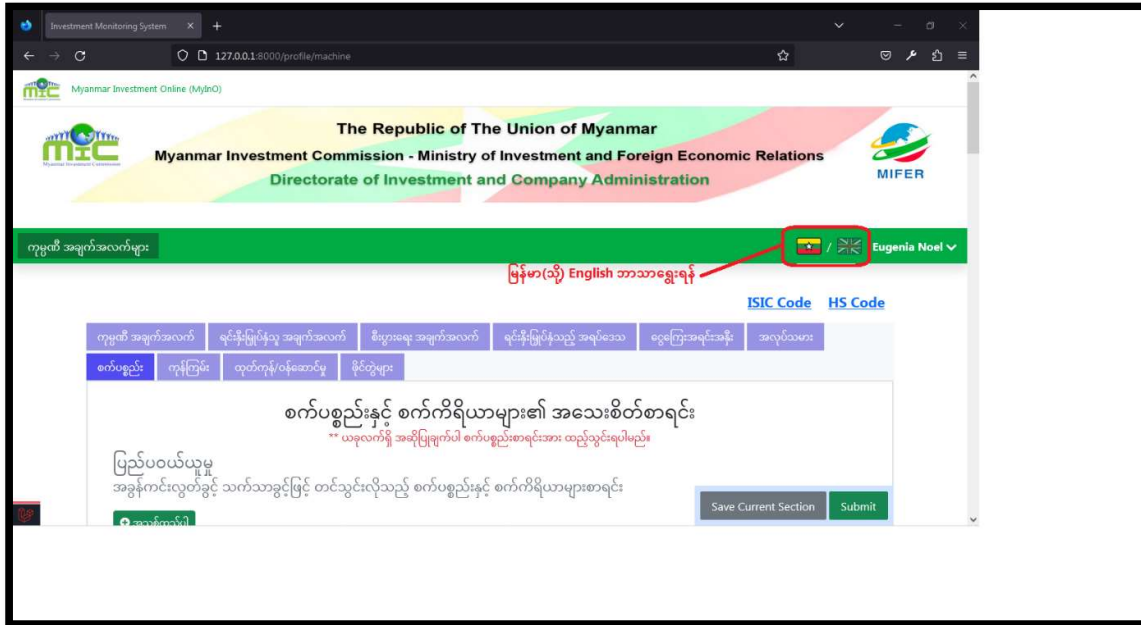 Investment Monitoring System
127.0.0.1:8000/profile/machine
Myanmar Investment Online (MyInO)
The Republic of The Union of Myanmar
Myanmar Investment Commission - Ministry of Investment and Foreign Economic Relations
Directorate of Investment and Company Administration
MIFER
ကုမ္ပဏီ အချက်အလက်များ
/ Eugenia Noel
မြန်မာ(သို့) English ဘာသာရွေးရန်
ISIC Code HS Code
ကုမ္ပဏီ အချက်အလက် ရင်းနှီးမြှုပ်နှံသူ အချက်အလက် စီးပွားရေး အချက်အလက် ရင်းနှီးမြှုပ်နှံသည့် အရပ်ဒေသ ငွေကြေးအရင်းအနှီး အလုပ်သမား
စက်ပစ္စည်း ကုန်ကြမ်း ထုတ်ကုန်/ဝန်ဆောင်မှု ဖိုင်တွဲများ
စက်ပစ္စည်းနှင့် စက်ကိရိယာများ၏ အသေးစိတ်စာရင်း
** ယခုလက်ရှိ အဆိုပြုချက်ပါ စက်ပစ္စည်းစာရင်းအား ထည့်သွင်းရပါမည်။
ပြည်ပဝယ်ယူမှု
အခွန်ကင်းလွတ်ခွင့် သက်သာခွင့်ဖြင့် တင်သွင်းလိုသည့် စက်ပစ္စည်းနှင့် စက်ကိရိယာများစာရင်း
Save Current Section Submit
အသစ်ထည့်ပါ